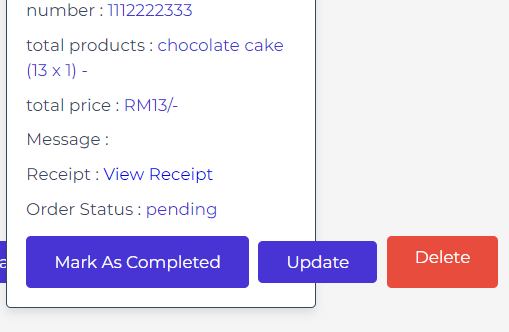 number : 1112222333
total products : chocolate cake
(13 x 1) -
total price : RM13/-
Message :
Receipt : View Receipt
Order Status : pending
Mark As Completed Update Delete